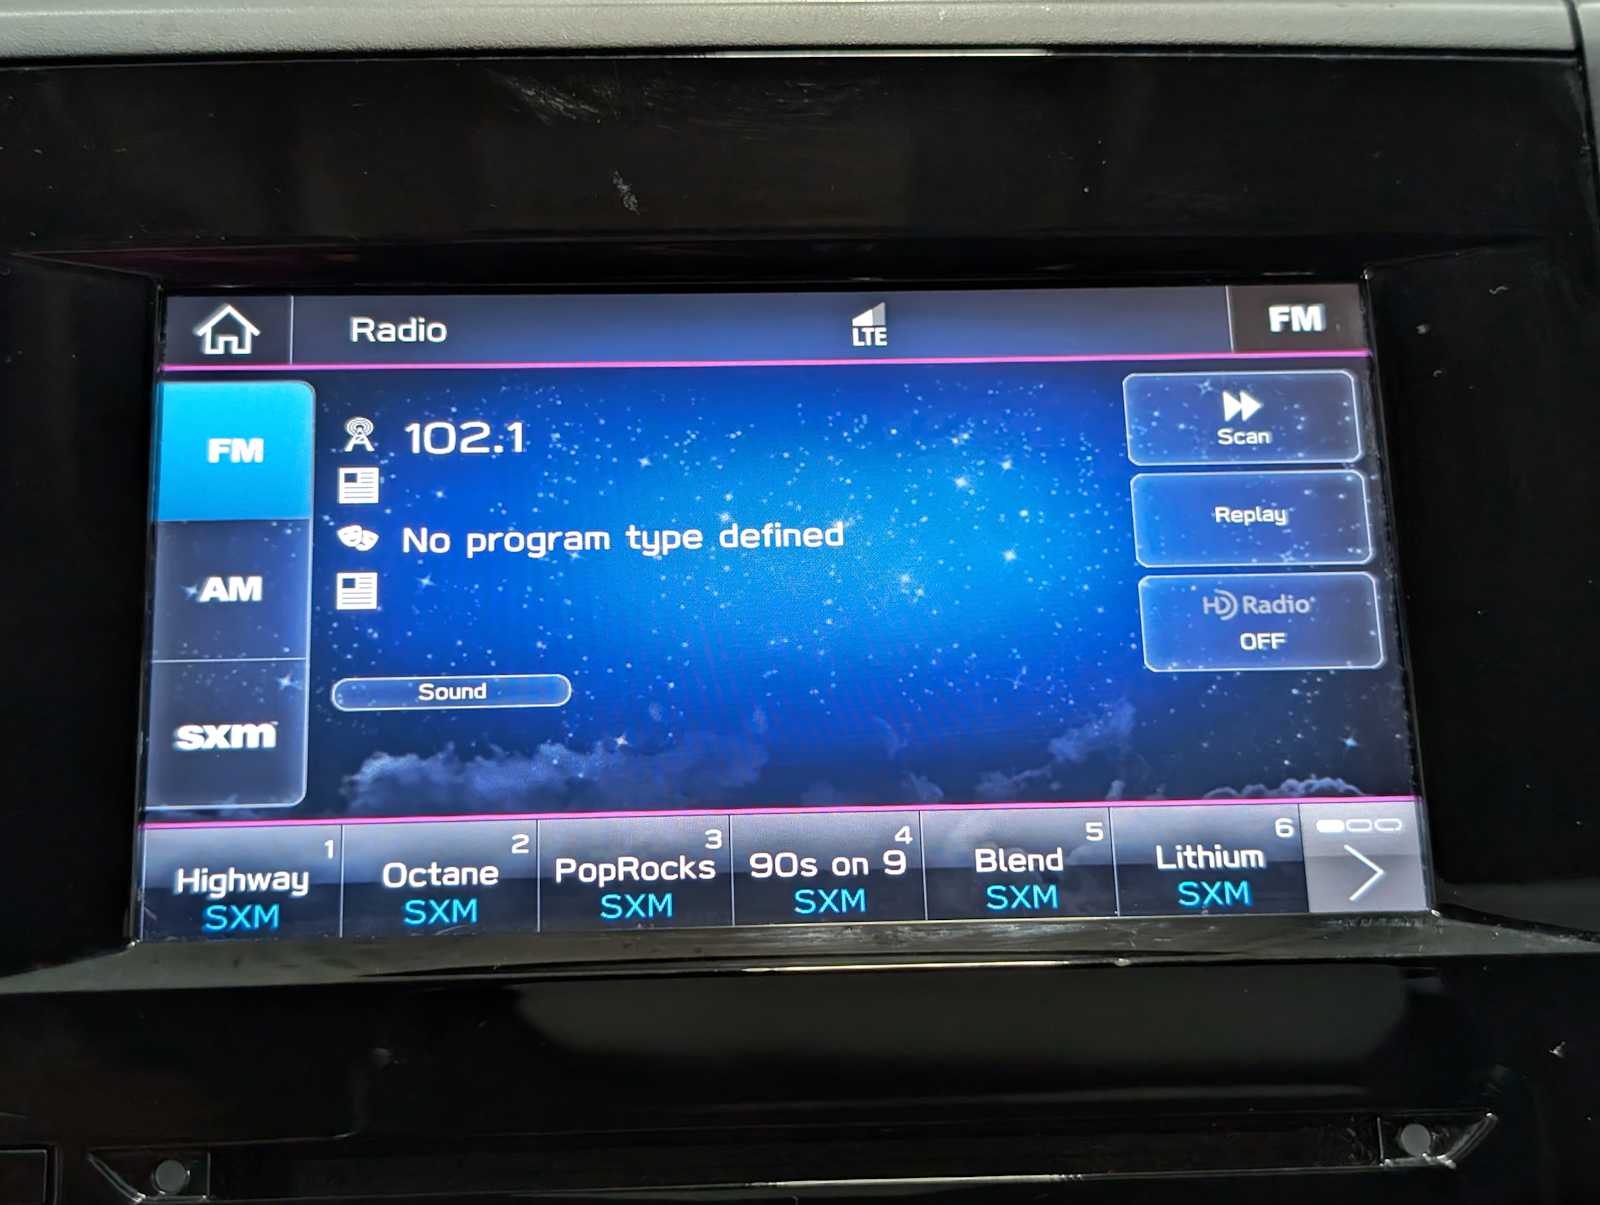 Radio
LTE
FM
FM
102.1
Scan
No program type defined
Replay
AM
HD Radio
OFF
Sound
sxm
1
Highway
SXM
2
Octane
SXM
3
PopRocks
SXM
4
90s on 9
SXM
5
Blend
SXM
6
Lithium
SXM